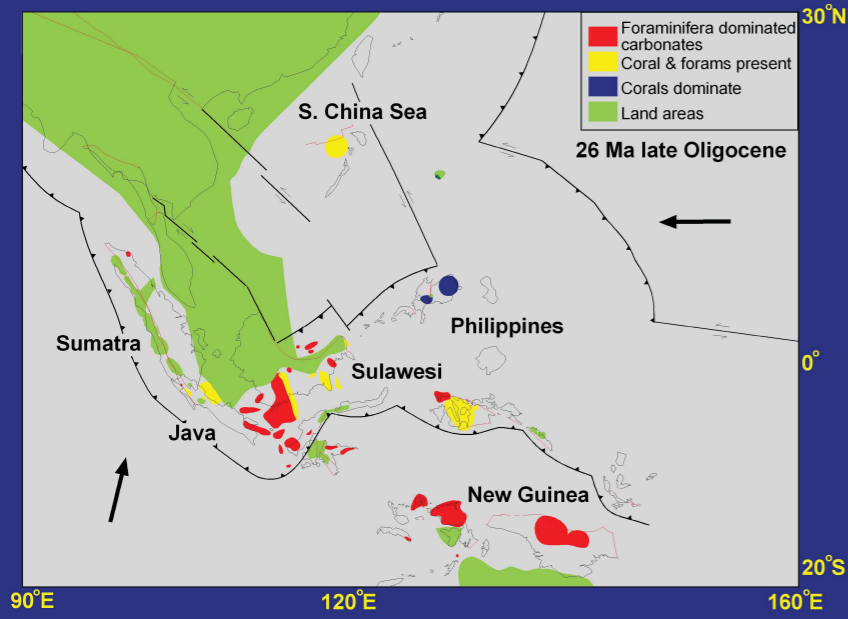 30°N
Foraminifera dominated
carbonates
Coral & forams present
Corals dominate
Land areas
S. China Sea
26 Ma late Oligocene
Philippines
Sumatra
0°
Sulawesi
Java
New Guinea
20°S
90°E
120°E
160°E